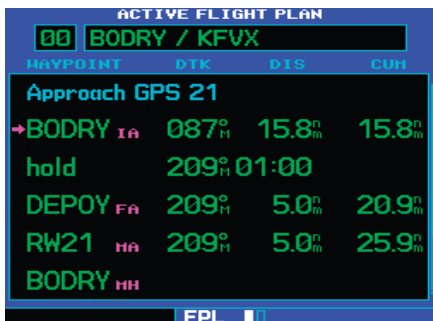 ACTIVE FLIGHT PLAN
00 BODRY / KFVX
WAYPOINT DTK DIS CUM
Approach GPS 21
→BODRY IA 087°M 15.8nm 15.8nm
hold 209°M 01:00
DEPOY FA 209°M 5.0nm 20.9nm
RW21 MA 209°M 5.0nm 25.9nm
BODRY MH
FPL